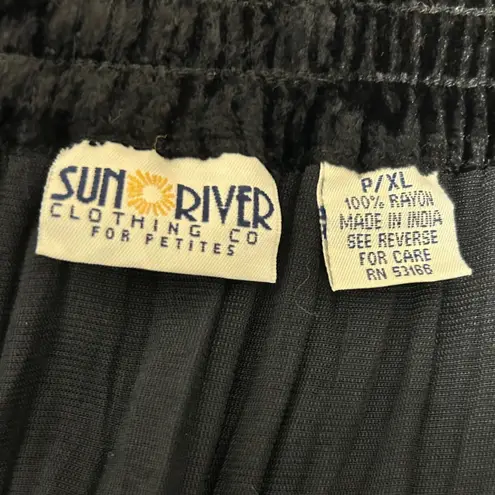 SUN RIVER
CLOTHING CO
FOR PETITES
P/XL
100% RAYON
MADE IN INDIA
SEE REVERSE
FOR CARE
RN 53166